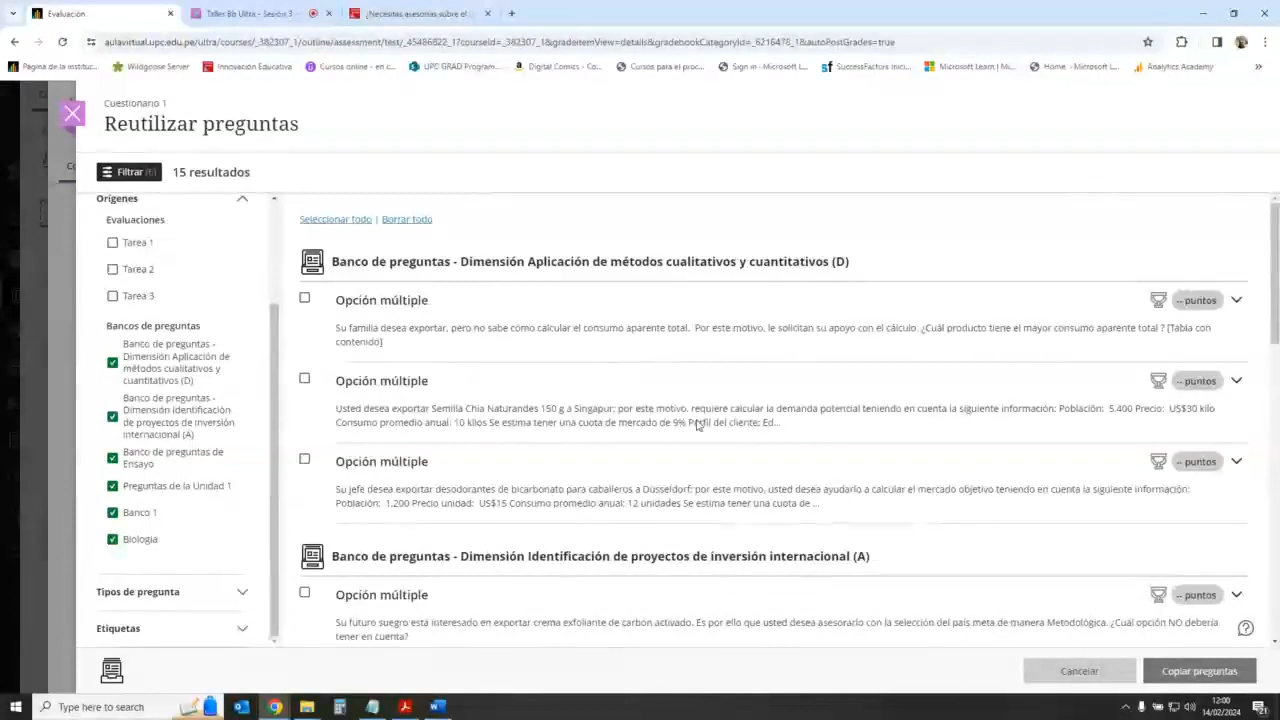 Evaluación
Taller Bb Ultra - Sesión 3 -
¿Necesitas asesorías sobre el
aulavirtual.upc.edu.pe/ultra/courses/_382307_1/outline/assessment/test/_45486822_1?courseId=_382307_1&gradeitemView=details&gradebookCategoryId=_6216478_1&autoPostGrades=true
Página de la instituc...
Wildgoose Server
Innovación Educativa
Cursos online - en c...
UPC GRAD Program...
Digital Comics - Co...
Cursos para el proc...
Sign in - Microsoft L...
SuccessFactors Inici...
Microsoft Learn | Mi...
Home - Microsoft L...
Analytics Academy
Cuestionario 1
Reutilizar preguntas
Filtrar (6)
15 resultados
Orígenes
Evaluaciones
Tarea 1
Tarea 2
Tarea 3
Bancos de preguntas
Banco de preguntas -
Dimensión Aplicación de
métodos cualitativos y
cuantitativos (D)
Banco de preguntas -
Dimensión Identificación
de proyectos de inversión
internacional (A)
Banco de preguntas de
Ensayo
Preguntas de la Unidad 1
Banco 1
Biología
Tipos de pregunta
Etiquetas
Seleccionar todo | Borrar todo
Banco de preguntas - Dimensión Aplicación de métodos cualitativos y cuantitativos (D)
Opción múltiple
-- puntos
Su familia desea exportar, pero no sabe cómo calcular el consumo aparente total. Por este motivo, le solicitan su apoyo con el cálculo. ¿Cuál producto tiene el mayor consumo aparente total ? [Tabla con
contenido]
Opción múltiple
-- puntos
Usted desea exportar Semilla Chia Naturandes 150 g a Singapur; por este motivo, requiere calcular la demanda potencial teniendo en cuenta la siguiente información: Población: 5,400 Precio: US$30 kilo
Consumo promedio anual: 10 kilos Se estima tener una cuota de mercado de 9% Perfil del cliente: Ed...
Opción múltiple
-- puntos
Su jefe desea exportar desodorantes de bicarbonato para caballeros a Düsseldorf; por este motivo, usted desea ayudarlo a calcular el mercado objetivo teniendo en cuenta la siguiente información:
Población: 1,200 Precio unidad: US$15 Consumo promedio anual: 12 unidades Se estima tener una cuota de ...
Banco de preguntas - Dimensión Identificación de proyectos de inversión internacional (A)
Opción múltiple
-- puntos
Su futuro suegro está interesado en exportar crema exfoliante de carbón activado. Es por ello que usted desea asesorarlo con la selección del país meta de manera Metodológica. ¿Cuál opción NO debería
tener en cuenta?
Cancelar
Copiar preguntas
Type here to search
12:00
14/02/2024